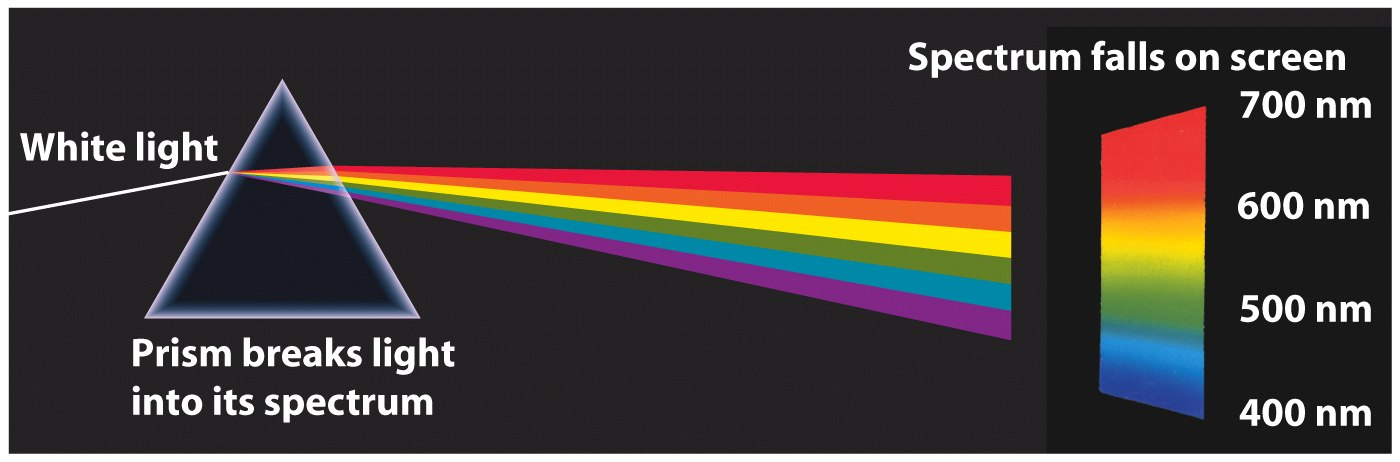 White light
Prism breaks light
into its spectrum
Spectrum falls on screen
700 nm
600 nm
500 nm
400 nm